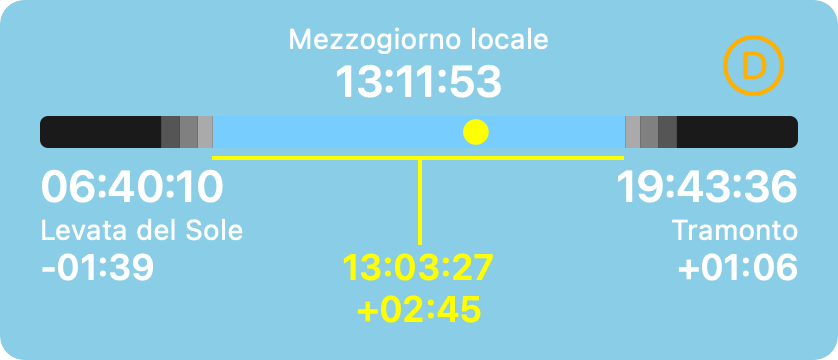 Mezzogiorno locale
13:11:53
D
06:40:10
Levata del Sole
-01:39
19:43:36
Tramonto
+01:06
13:03:27
+02:45